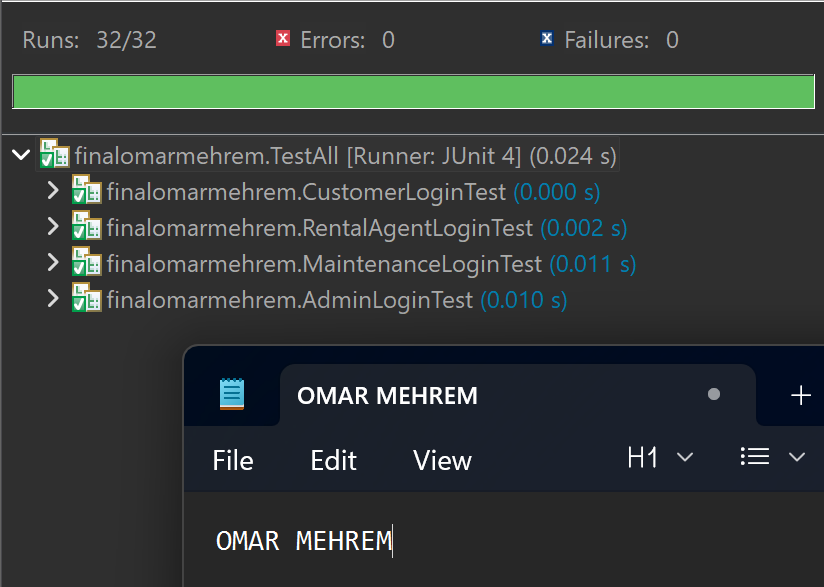 Runs: 32/32 Errors: 0 Failures: 0
finalomarmehrem.TestAll [Runner: JUnit 4] (0.024 s)
finalomarmehrem.CustomerLoginTest (0.000 s)
finalomarmehrem.RentalAgentLoginTest (0.002 s)
finalomarmehrem.MaintenanceLoginTest (0.011 s)
finalomarmehrem.AdminLoginTest (0.010 s)
OMAR MEHREM
File Edit View H1
OMAR MEHREM